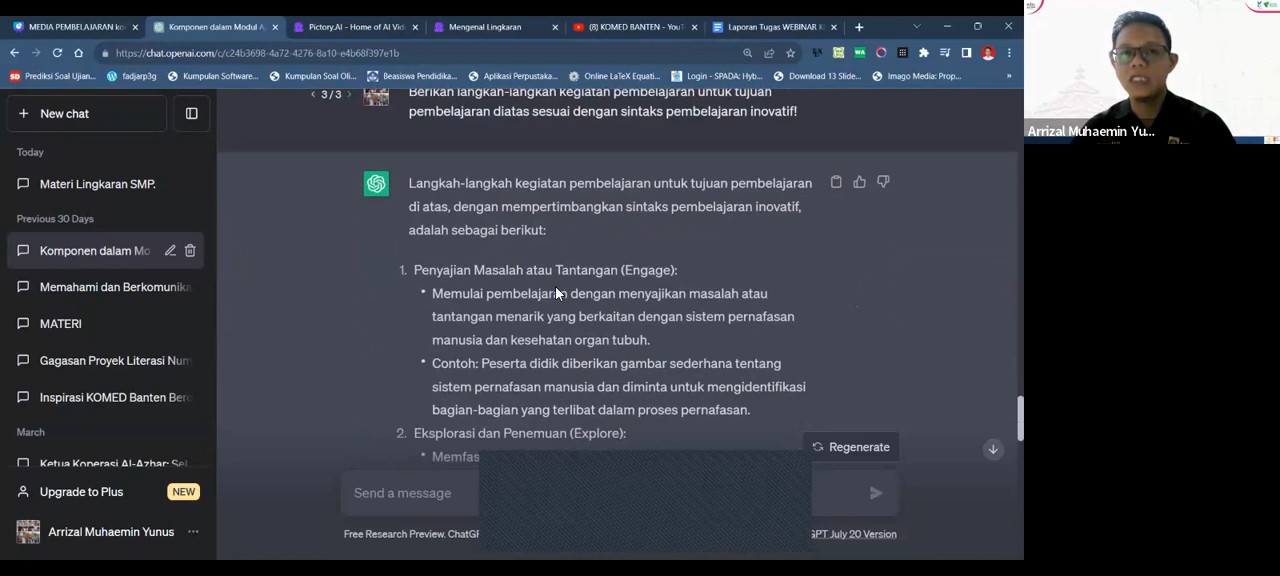 MEDIA PEMBELAJARAN ko
Komponen dalam Modul A
Pictory.AI - Home of AI Vid
Mengenal Lingkaran
(8) KOMED BANTEN - You
Laporan Tugas WEBINAR K
https://chat.openai.com/c/c24b3698-4a72-4276-8a10-e4b68f397e1b
Prediksi Soal Ujian...
fadjarp3g
Kumpulan Software...
Kumpulan Soal Oli...
Beasiswa Pendidika...
Aplikasi Perpustaka...
Online LaTeX Equati...
Login - SPADA: Hyb...
Download 13 Slide...
Imago Media: Prop...
Arrizal Muhaemin Yu...
New chat
Today
Materi Lingkaran SMP.
Previous 30 Days
Komponen dalam Mo
Memahami dan Berkomunika
MATERI
Gagasan Proyek Literasi Num
Inspirasi KOMED Banten Ber
March
Ketua Koperasi Al-Azhar: Sel
Upgrade to Plus NEW
Arrizal Muhaemin Yunus
3/3
Berikan langkah-langkah kegiatan pembelajaran untuk tujuan
pembelajaran diatas sesuai dengan sintaks pembelajaran inovatif!
Langkah-langkah kegiatan pembelajaran untuk tujuan pembelajaran
di atas, dengan mempertimbangkan sintaks pembelajaran inovatif,
adalah sebagai berikut:
1. Penyajian Masalah atau Tantangan (Engage):
• Memulai pembelajaran dengan menyajikan masalah atau
tantangan menarik yang berkaitan dengan sistem pernafasan
manusia dan kesehatan organ tubuh.
• Contoh: Peserta didik diberikan gambar sederhana tentang
sistem pernafasan manusia dan diminta untuk mengidentifikasi
bagian-bagian yang terlibat dalam proses pernafasan.
2. Eksplorasi dan Penemuan (Explore):
• Memfas
Regenerate
Send a message
Free Research Preview. ChatG
GPT July 20 Version